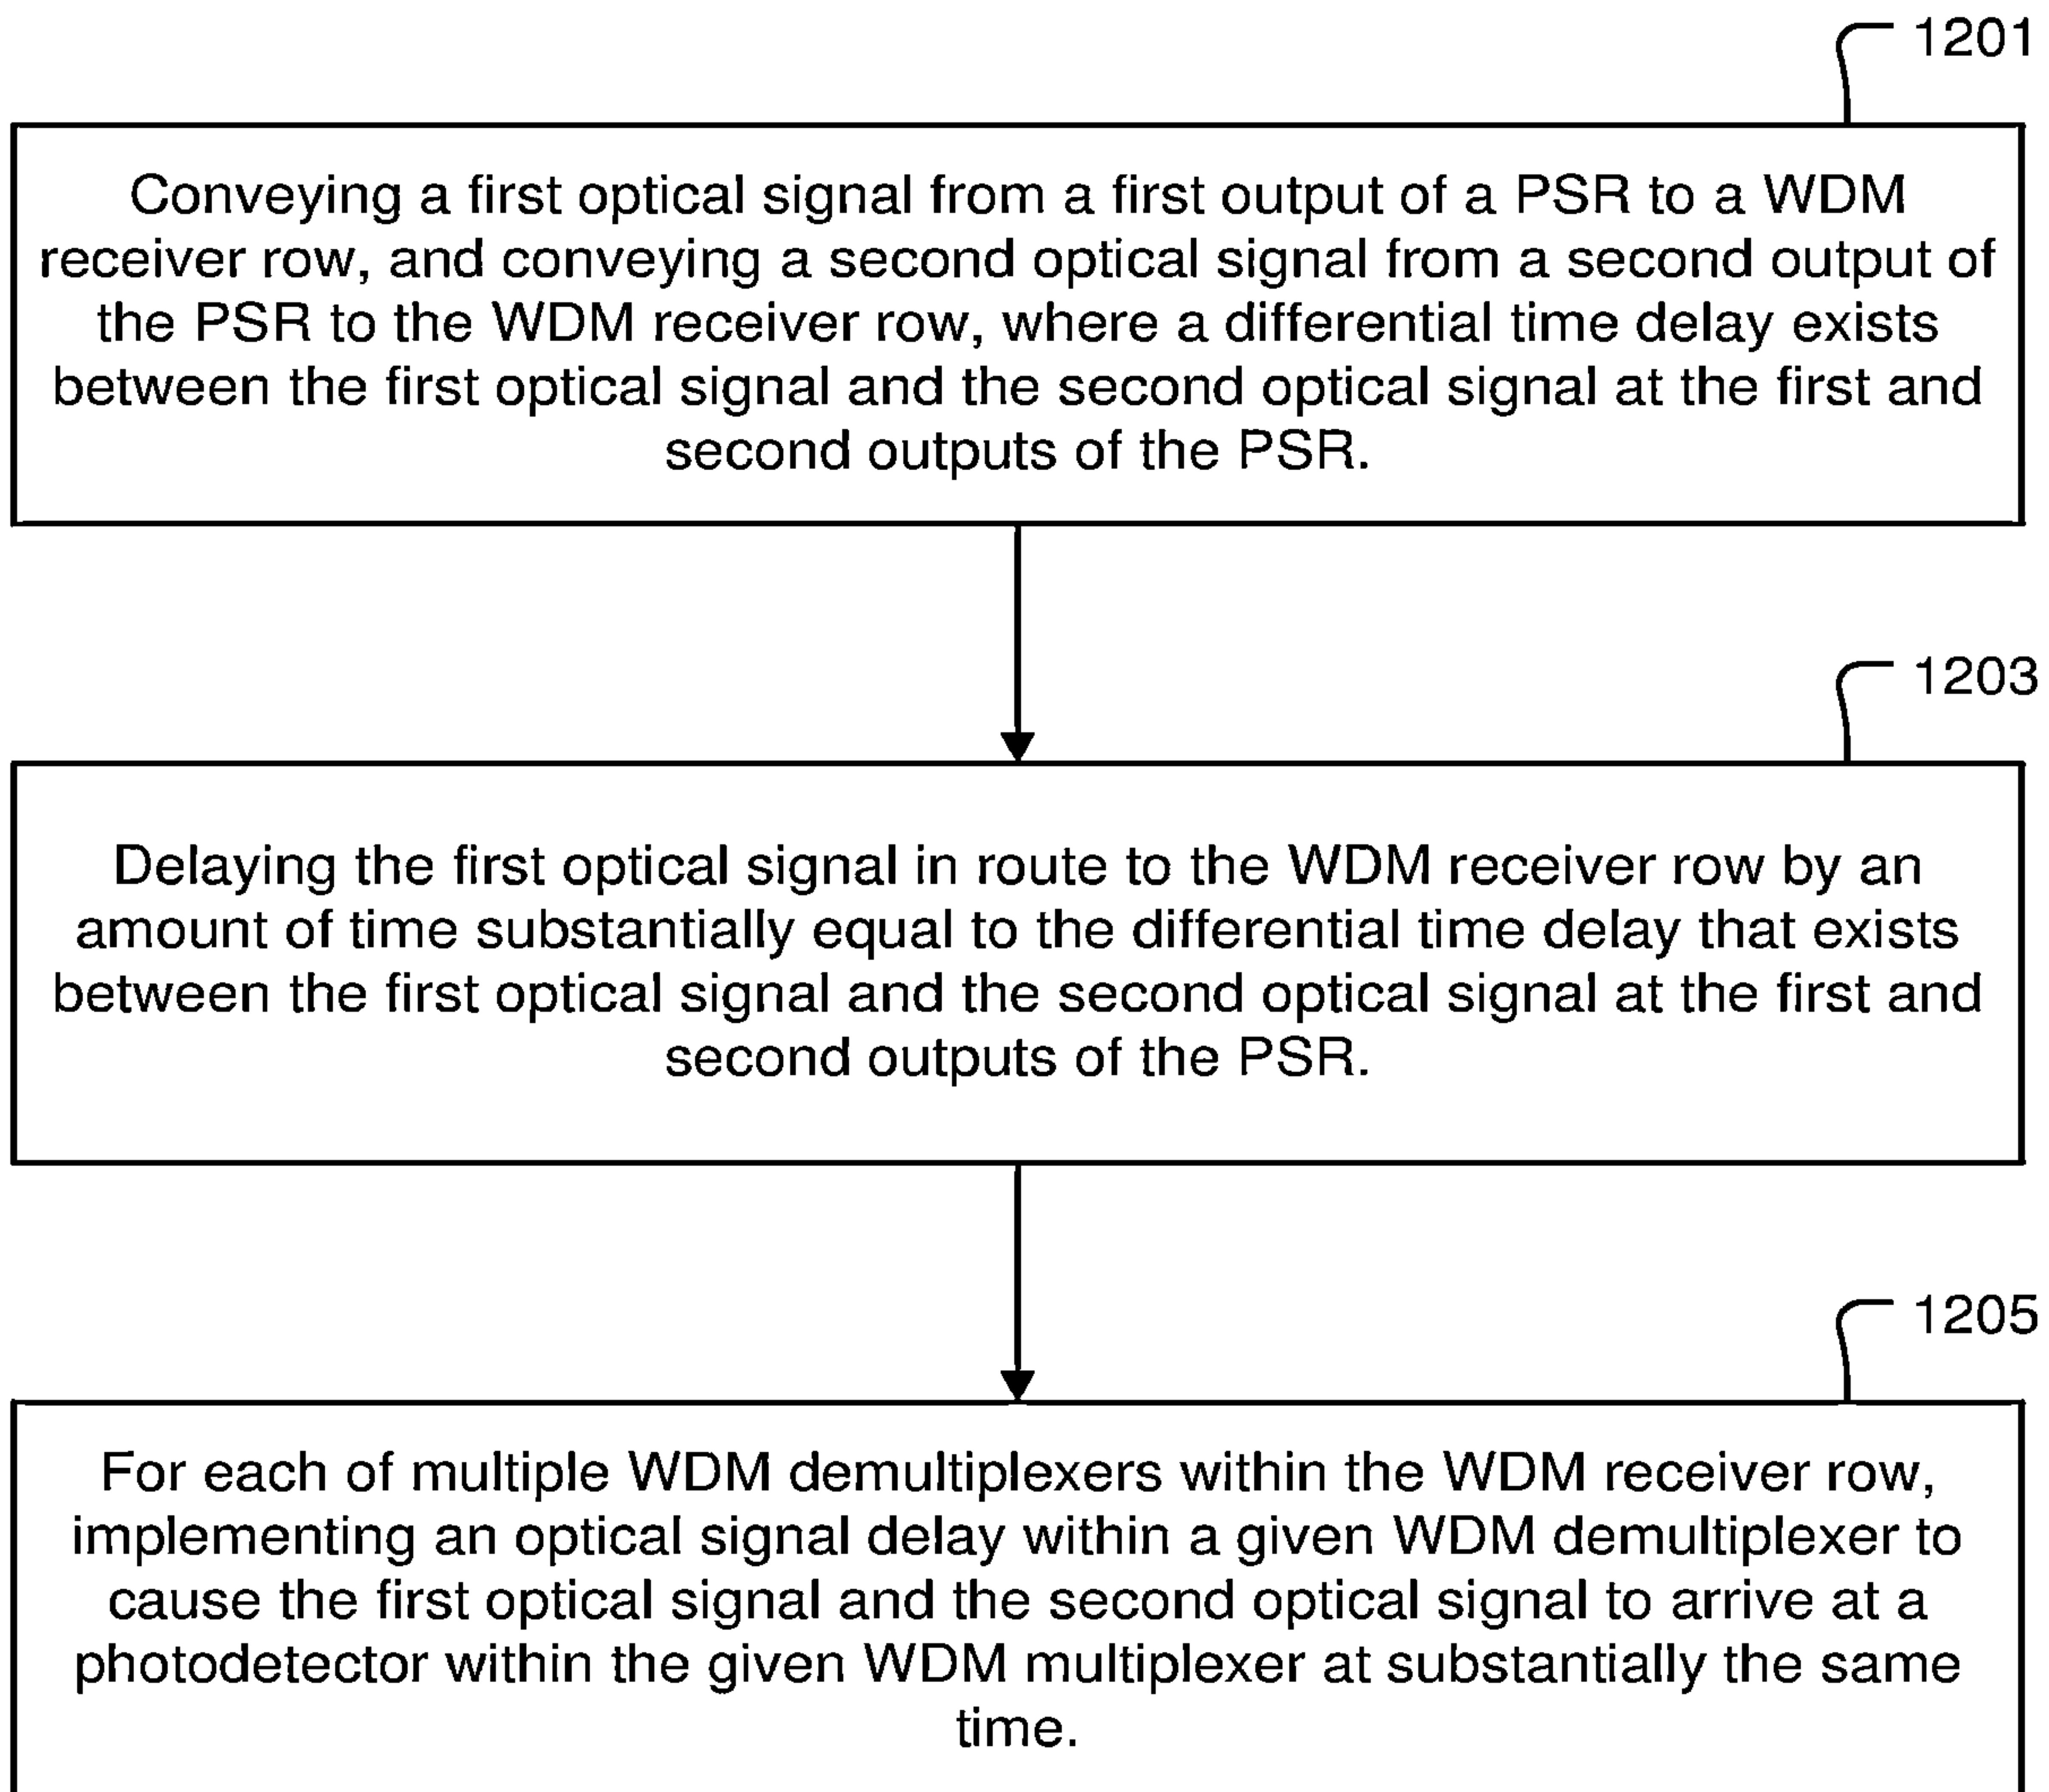 1201
Conveying a first optical signal from a first output of a PSR to a WDM
receiver row, and conveying a second optical signal from a second output of
the PSR to the WDM receiver row, where a differential time delay exists
between the first optical signal and the second optical signal at the first and
second outputs of the PSR.
1203
Delaying the first optical signal in route to the WDM receiver row by an
amount of time substantially equal to the differential time delay that exists
between the first optical signal and the second optical signal at the first and
second outputs of the PSR.
1205
For each of multiple WDM demultiplexers within the WDM receiver row,
implementing an optical signal delay within a given WDM demultiplexer to
cause the first optical signal and the second optical signal to arrive at a
photodetector within the given WDM multiplexer at substantially the same
time.